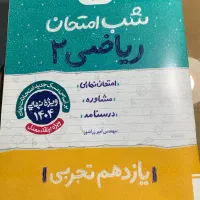 شب امتحان
ریاضی ۲
امتحان نهایی
مشاوره
درسنامه
ویژه نهایی
۱۴۰۴
یازدهم تجربی